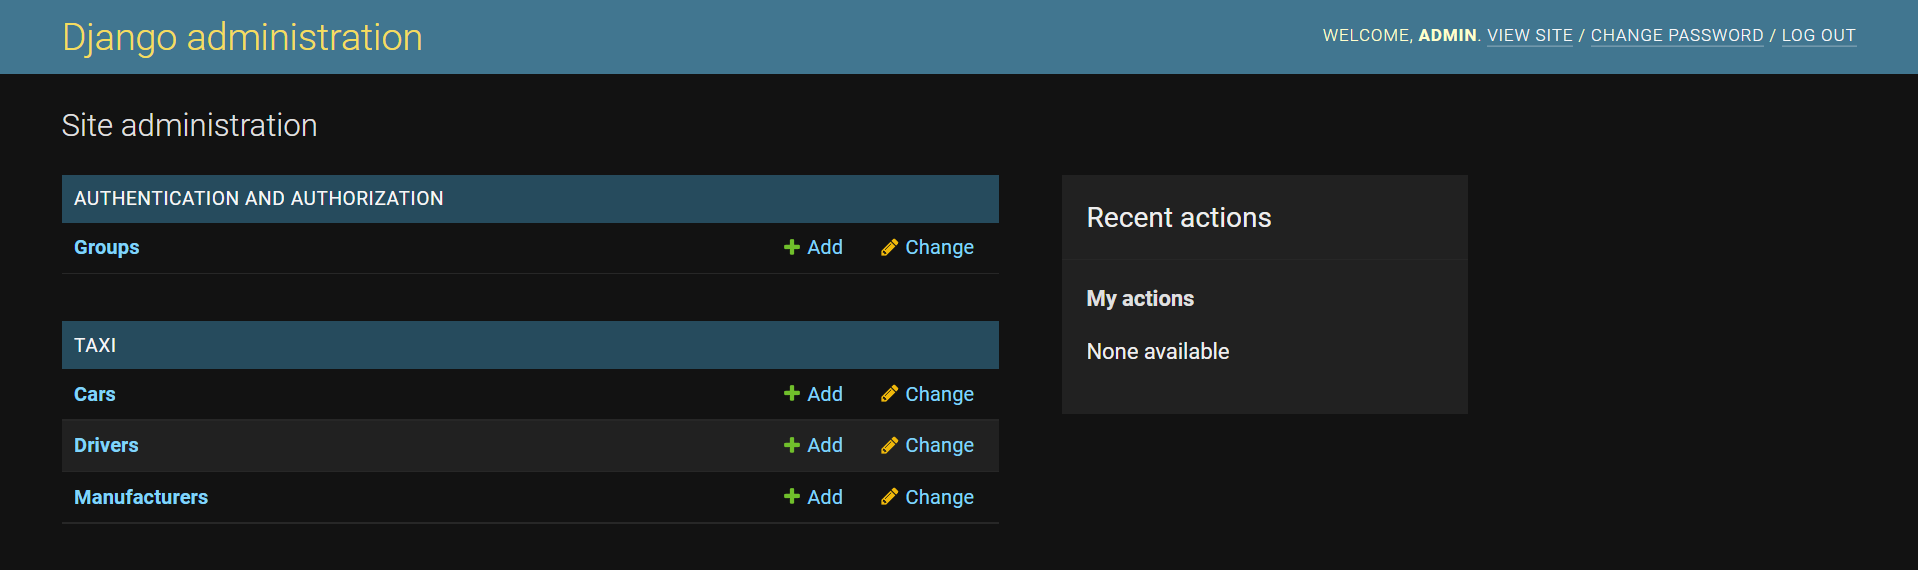 Django administration
WELCOME, ADMIN. VIEW SITE / CHANGE PASSWORD / LOG OUT
Site administration
AUTHENTICATION AND AUTHORIZATION
Groups Add Change
TAXI
Cars Add Change
Drivers Add Change
Manufacturers Add Change
Recent actions
My actions
None available